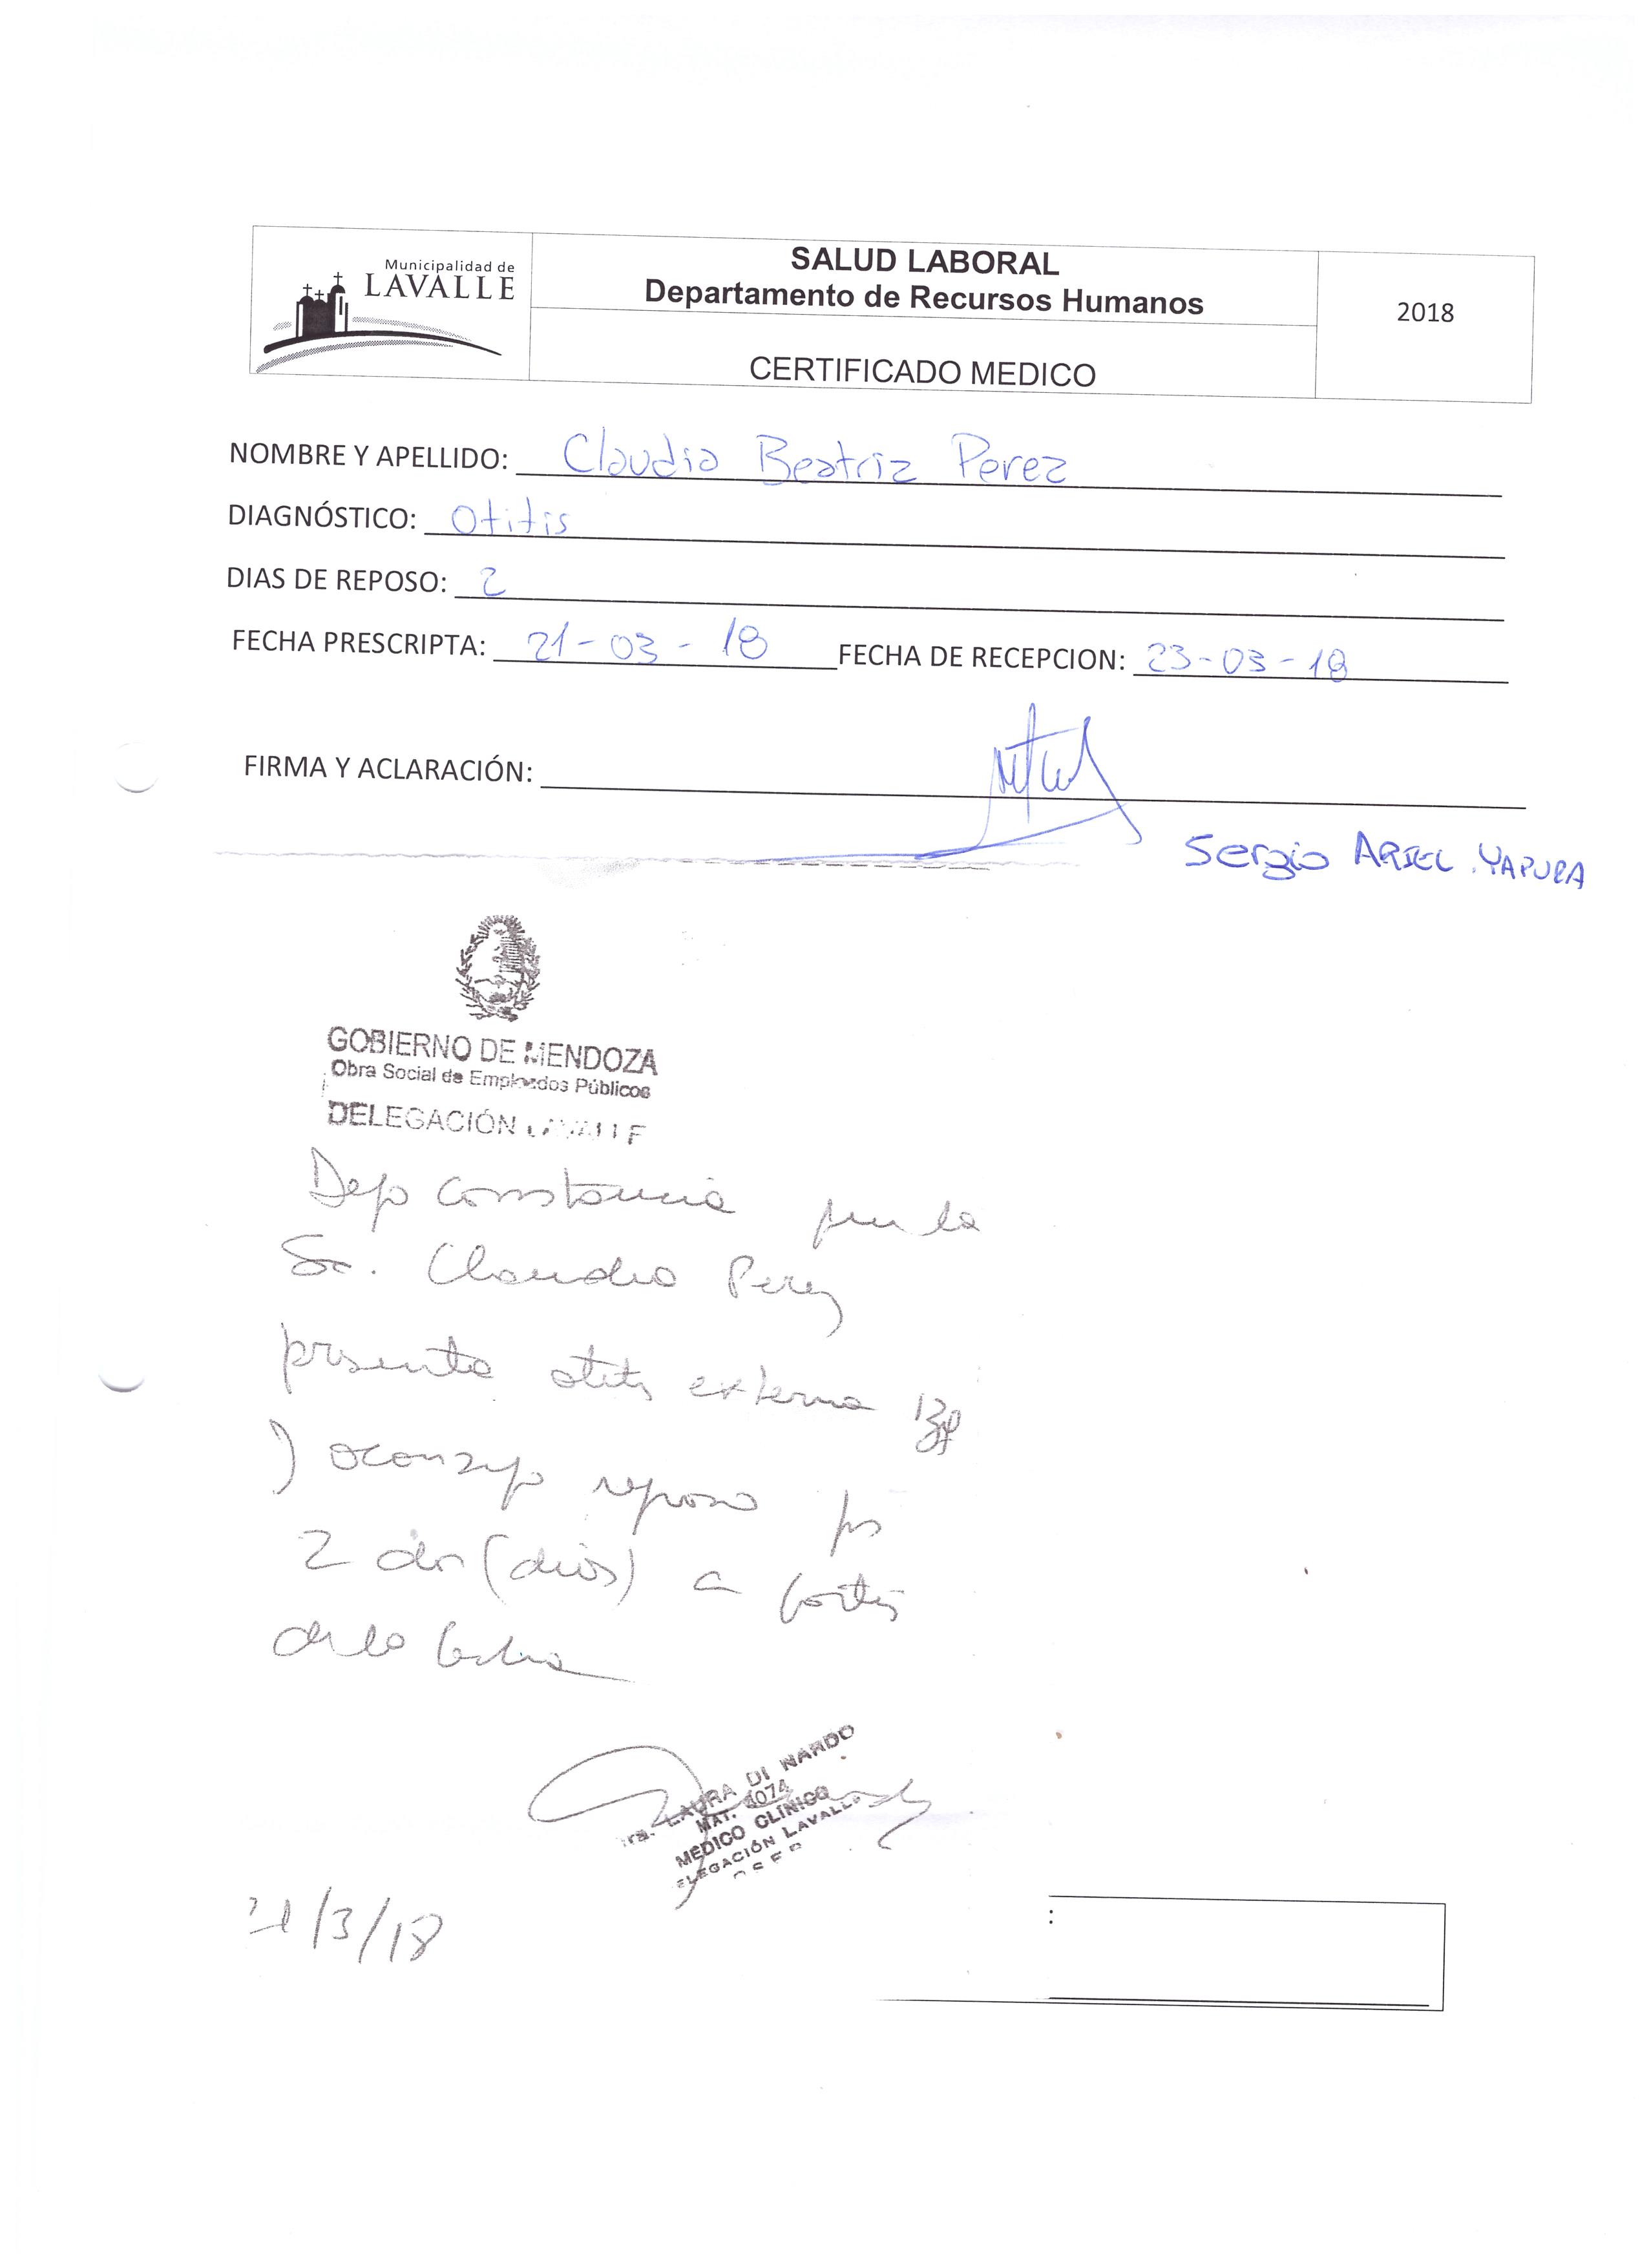 Municipalidad de
LAVALLE
SALUD LABORAL
Departamento de Recursos Humanos
2018
CERTIFICADO MEDICO
NOMBRE Y APELLIDO: Claudia Beatriz Perez
DIAGNÓSTICO: Otitis
DIAS DE REPOSO: 2
FECHA PRESCRIPTA: 21-03-18 FECHA DE RECEPCION: 23-03-18
FIRMA Y ACLARACIÓN:
Sergio ARIEL YAPURA
GOBIERNO DE MENDOZA
Obra Social de Empleados Públicos
DELEGACIÓN LAVALLE
Dejo constancia que la
Sra. Claudia Perez
presenta otitis externa izq
y aconsejo reposo por
2 dos (días) a partir
de la fecha
Dra. LAURA DI NARDO
MAT. 4074
MEDICO CLÍNICO
DELEGACIÓN LAVALLE
OSEP
21/3/18
: